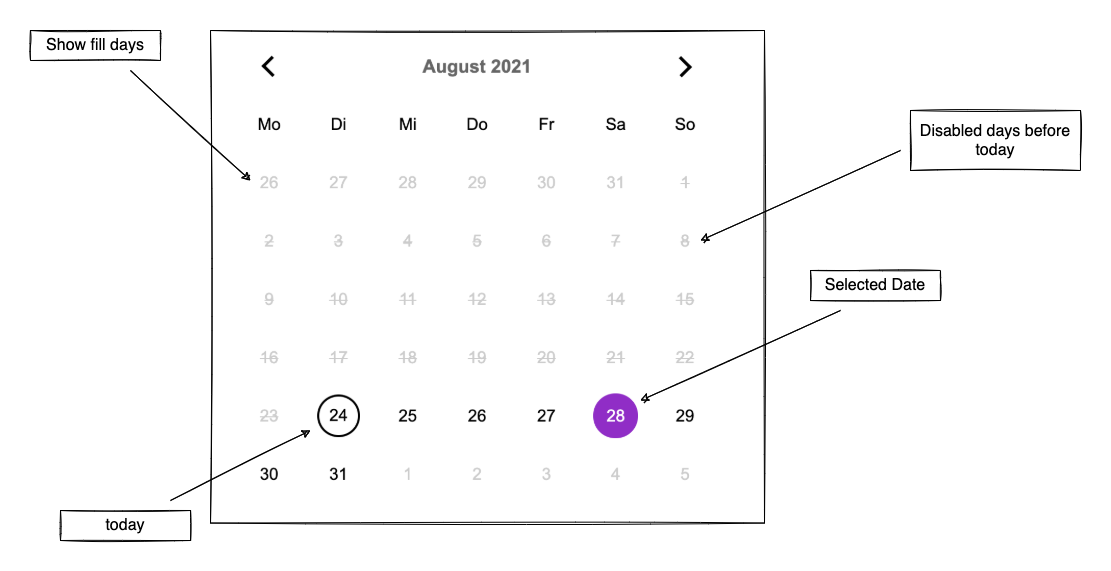 Show fill days
August 2021
Mo Di Mi Do Fr Sa So
Disabled days before
today
26 27 28 29 30 31 1
2 3 4 5 6 7 8
Selected Date
9 10 11 12 13 14 15
16 17 18 19 20 21 22
23 24 25 26 27 28 29
30 31 1 2 3 4 5
today